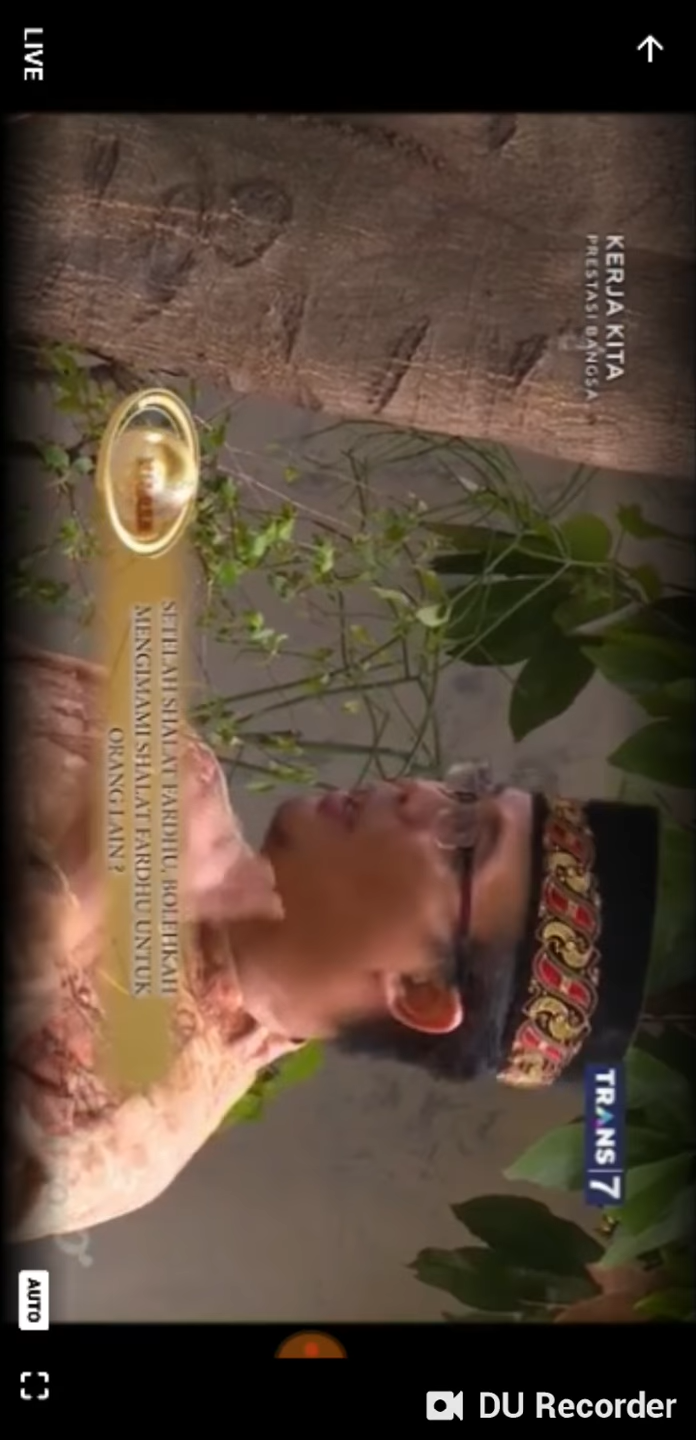 LIVE
KERJA KITA
PRESTASI BANGSA
SETELAH SHALAT FARDHU, BOLEHKAH
MENGIMAMI SHALAT FARDHU UNTUK
ORANG LAIN ?
TRANS|7
AUTO
DU Recorder